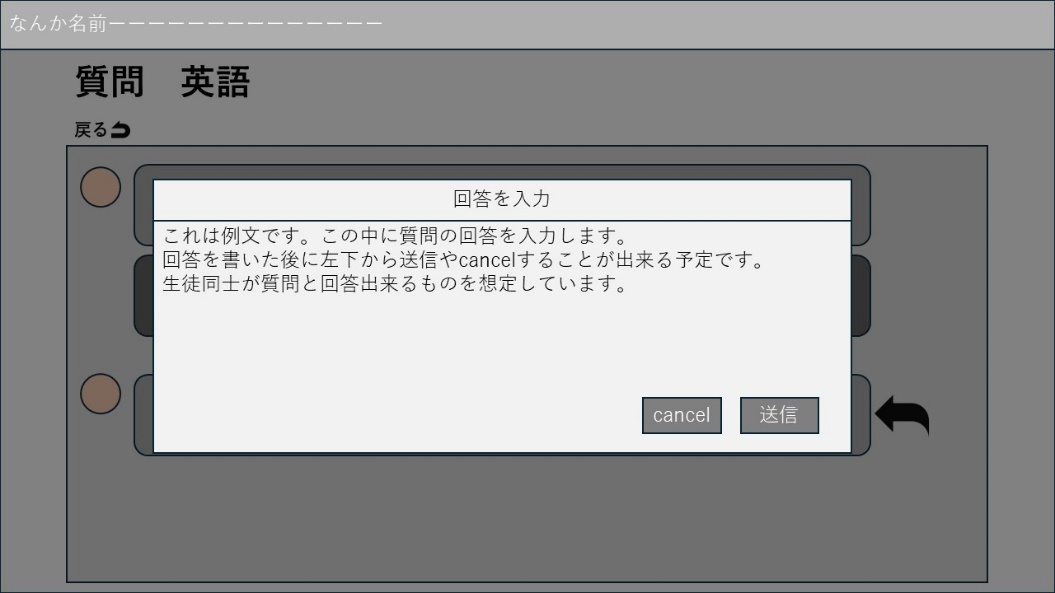 なんか名前ーーーーーーーーーーーーーー
質問　英語
戻る
回答を入力
これは例文です。この中に質問の回答を入力します。
回答を書いた後に左下から送信やcancelすることが出来る予定です。
生徒同士が質問と回答出来るものを想定しています。
cancel 送信